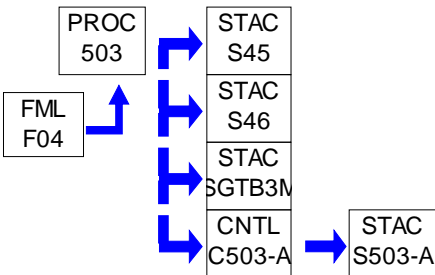 PROC
503
FML
F04
STAC
S45
STAC
S46
STAC
SGTB3M
CNTL
C503-A
STAC
S503-A